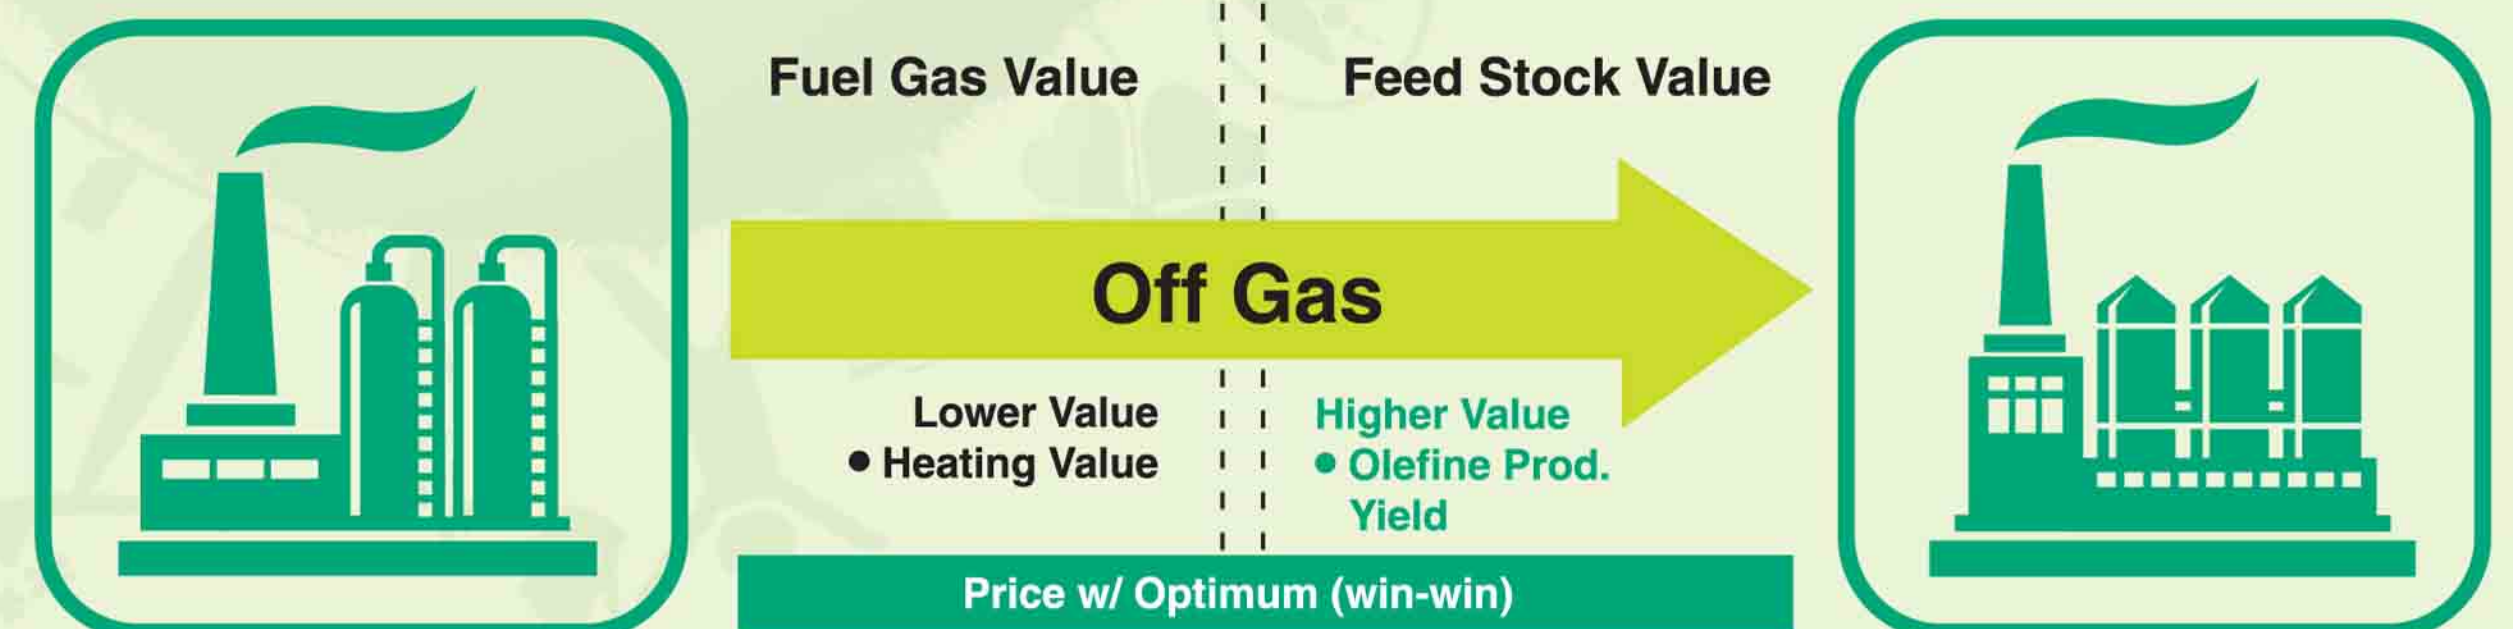 Fuel Gas Value
Feed Stock Value
Off Gas
Lower Value
● Heating Value
Higher Value
● Olefine Prod.
Yield
Price w/ Optimum (win-win)